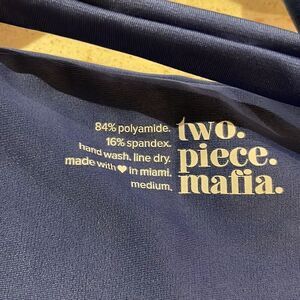 84% polyamide.
16% spandex.
hand wash. line dry.
made with ♥ in miami.
medium.
two.
piece.
mafia.